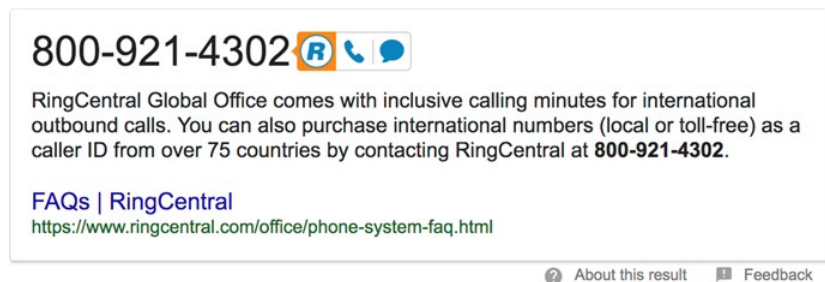 800-921-4302 R
RingCentral Global Office comes with inclusive calling minutes for international
outbound calls. You can also purchase international numbers (local or toll-free) as a
caller ID from over 75 countries by contacting RingCentral at 800-921-4302.
FAQs | RingCentral
https://www.ringcentral.com/office/phone-system-faq.html
About this result Feedback